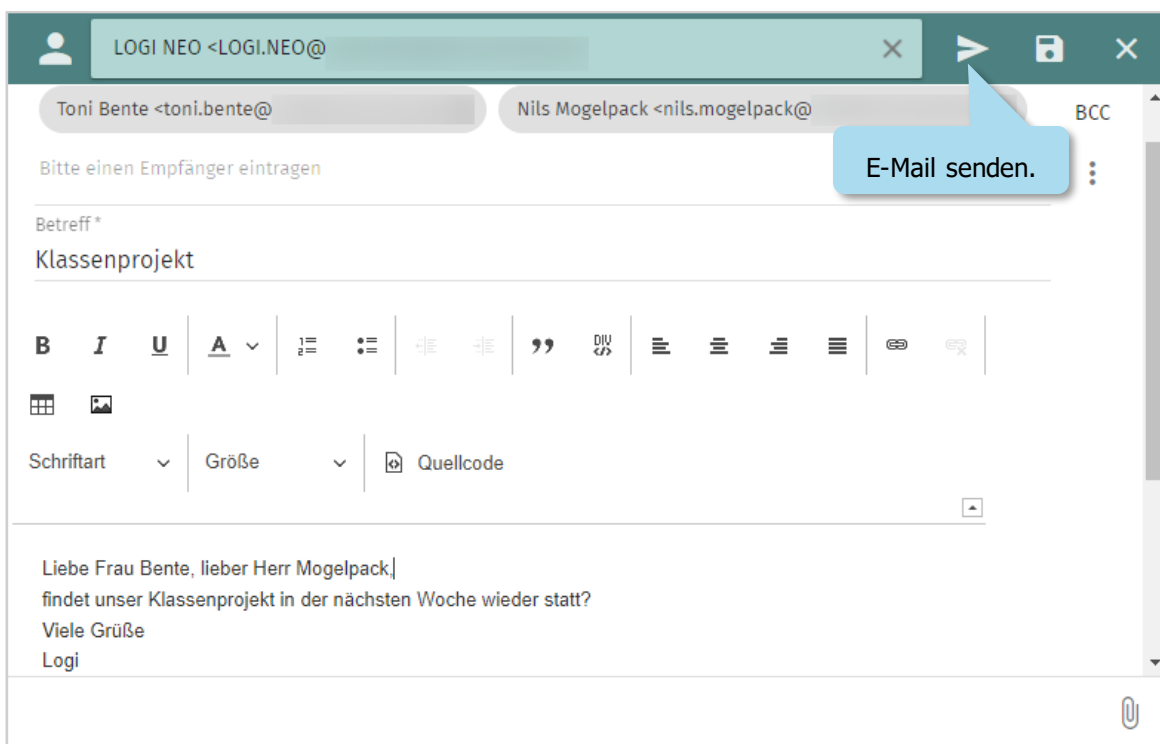 LOGI NEO <LOGI.NEO@
Toni Bente <toni.bente@ Nils Mogelpack <nils.mogelpack@ BCC
E-Mail senden.
Bitte einen Empfänger eintragen
Betreff *
Klassenprojekt
B I U A DIV
Schriftart Größe Quellcode
Liebe Frau Bente, lieber Herr Mogelpack,
findet unser Klassenprojekt in der nächsten Woche wieder statt?
Viele Grüße
Logi